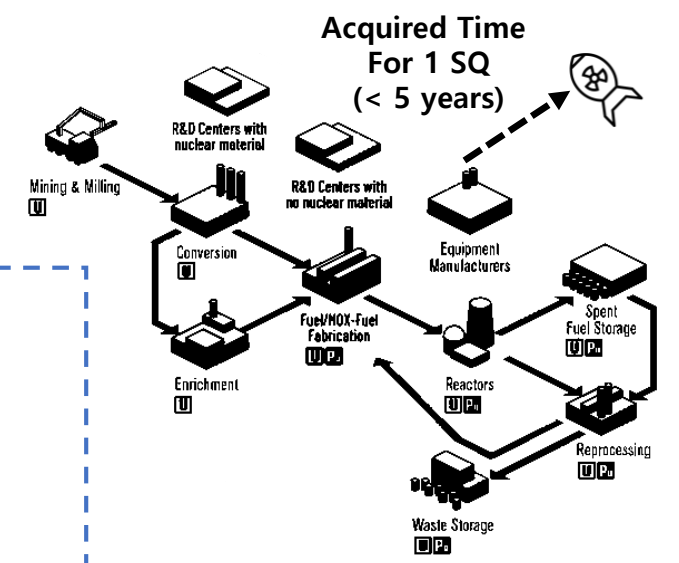 Acquired Time
For 1 SQ
(< 5 years)
R&D Centers with
nuclear material
R&D Centers with
no nuclear material
Mining & Milling
U
Conversion
U
Equipment
Manufacturers
Fuel/MOX-Fuel
Fabrication
U Pu
Spent
Fuel Storage
U Pu
Enrichment
U
Reactors
U Pu
Reprocessing
U Pu
Waste Storage
U Pu